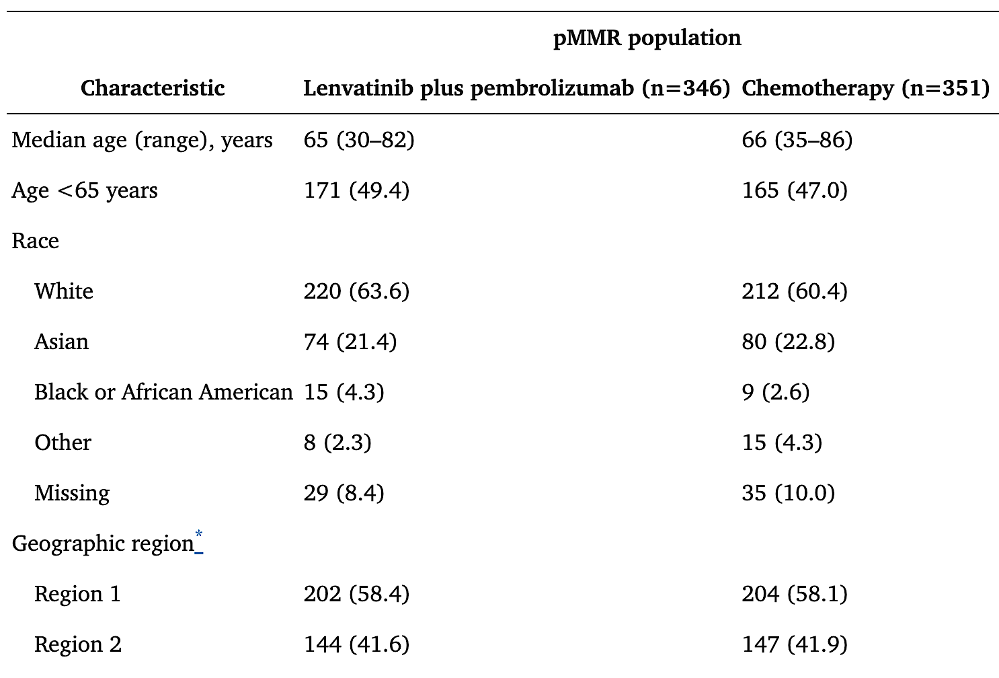 pMMR population
Characteristic Lenvatinib plus pembrolizumab (n=346) Chemotherapy (n=351)
Median age (range), years 65 (30–82) 66 (35–86)
Age <65 years 171 (49.4) 165 (47.0)
Race
White 220 (63.6) 212 (60.4)
Asian 74 (21.4) 80 (22.8)
Black or African American 15 (4.3) 9 (2.6)
Other 8 (2.3) 15 (4.3)
Missing 29 (8.4) 35 (10.0)
Geographic region*
Region 1 202 (58.4) 204 (58.1)
Region 2 144 (41.6) 147 (41.9)